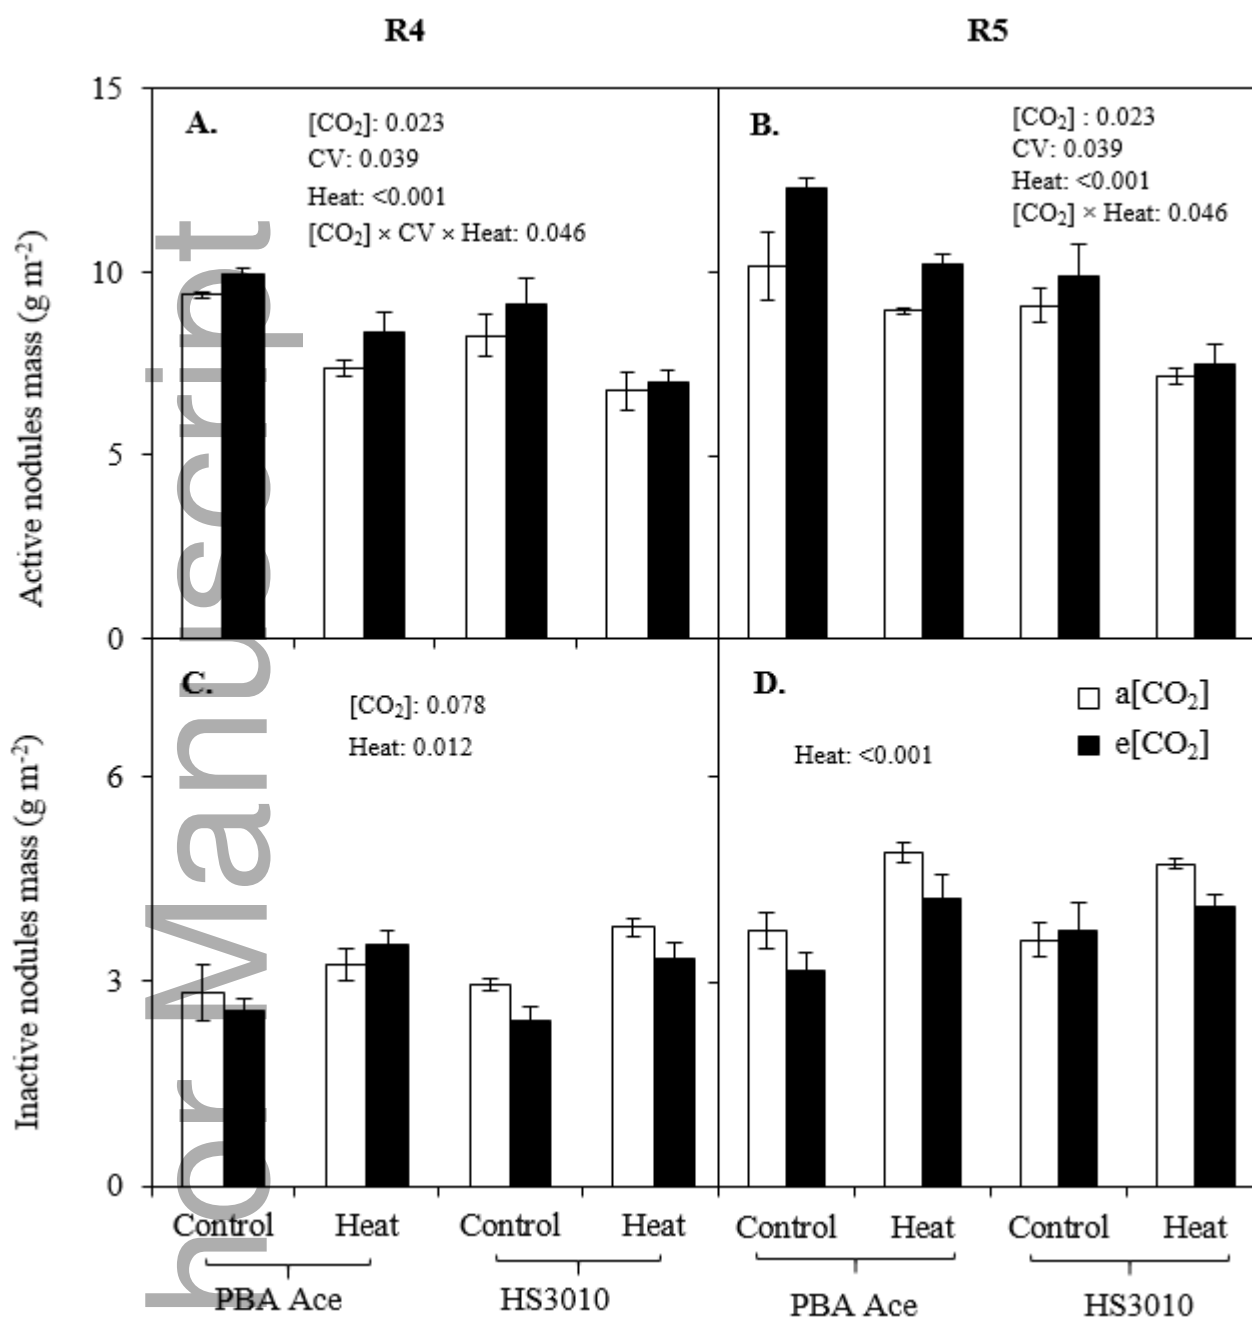 R4
R5
15
10
5
0
Active nodules mass (g m-2)
A.
[CO2]: 0.023
CV: 0.039
Heat: <0.001
[CO2] × CV × Heat: 0.046
B.
[CO2] : 0.023
CV: 0.039
Heat: <0.001
[CO2] × Heat: 0.046
6
3
0
Inactive nodules mass (g m-2)
C.
[CO2]: 0.078
Heat: 0.012
D.
Heat: <0.001
a[CO2]
e[CO2]
Control Heat Control Heat Control Heat Control Heat
PBA Ace HS3010 PBA Ace HS3010
hor Manuscript